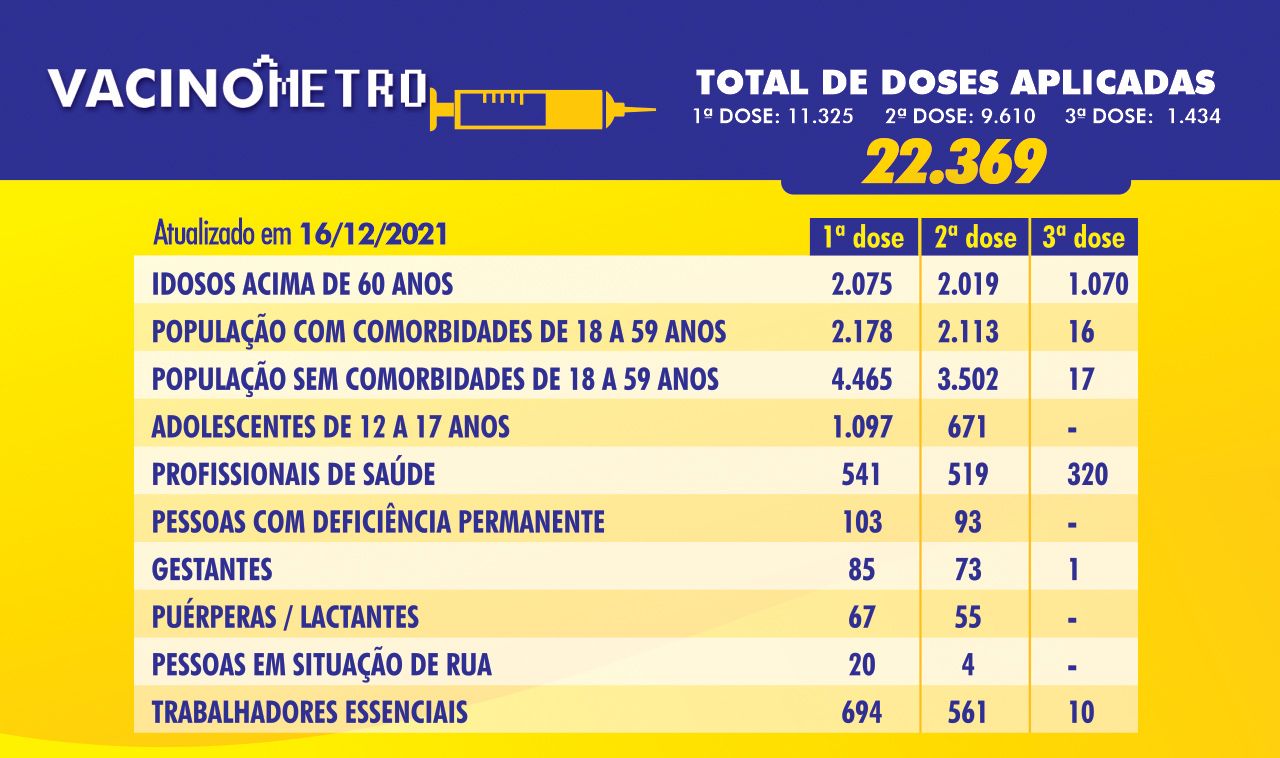 VACINÔMETRO
TOTAL DE DOSES APLICADAS
1ª DOSE: 11.325 2ª DOSE: 9.610 3ª DOSE: 1.434
22.369
Atualizado em 16/12/2021 1ª dose 2ª dose 3ª dose
IDOSOS ACIMA DE 60 ANOS 2.075 2.019 1.070
POPULAÇÃO COM COMORBIDADES DE 18 A 59 ANOS 2.178 2.113 16
POPULAÇÃO SEM COMORBIDADES DE 18 A 59 ANOS 4.465 3.502 17
ADOLESCENTES DE 12 A 17 ANOS 1.097 671 -
PROFISSIONAIS DE SAÚDE 541 519 320
PESSOAS COM DEFICIÊNCIA PERMANENTE 103 93 -
GESTANTES 85 73 1
PUÉRPERAS / LACTANTES 67 55 -
PESSOAS EM SITUAÇÃO DE RUA 20 4 -
TRABALHADORES ESSENCIAIS 694 561 10